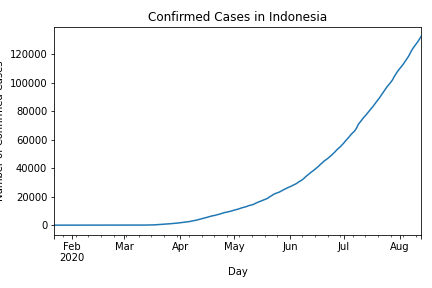 Confirmed Cases in Indonesia
120000
100000
80000
60000
40000
20000
0
Number of Confirmed Cases
Feb Mar Apr May Jun Jul Aug
2020
Day